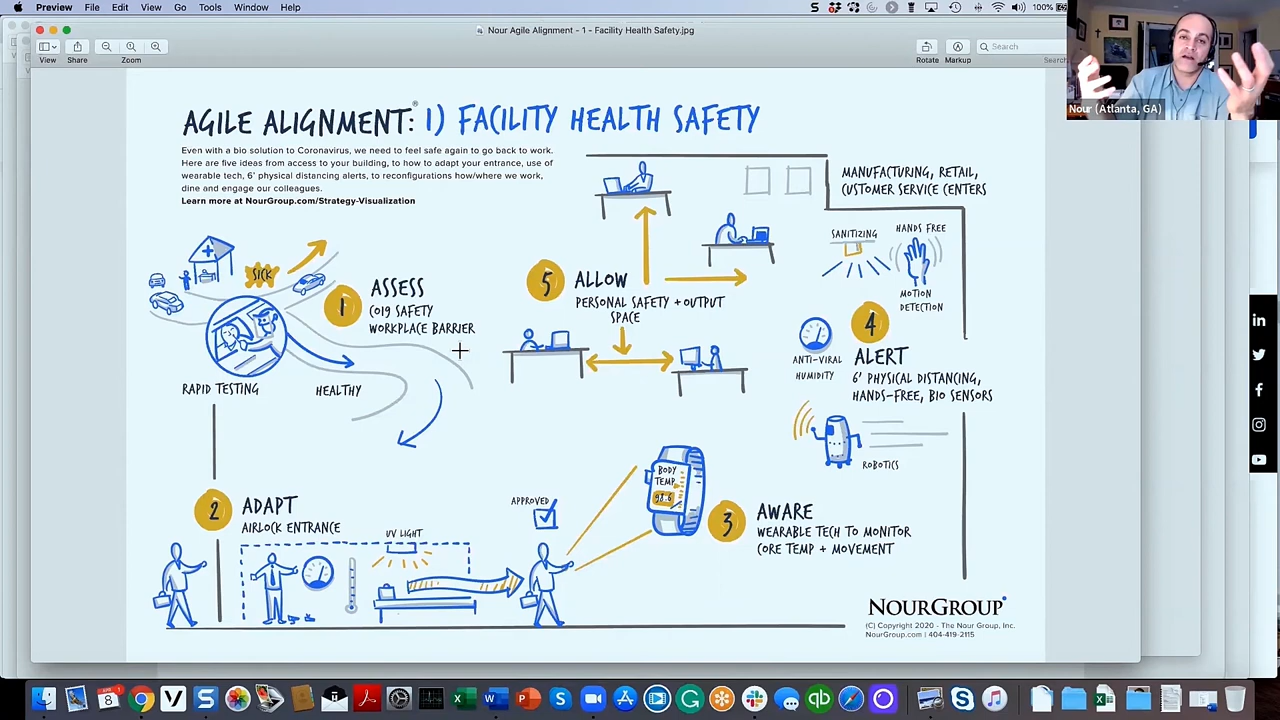 Preview File Edit View Go Tools Window Help 100%
Nour Agile Alignment - 1 - Facility Health Safety.jpg
View Share Zoom Rotate Markup Search
Search
Nour (Atlanta, GA)
AGILE ALIGNMENT:® 1) FACILITY HEALTH SAFETY
Even with a bio solution to Coronavirus, we need to feel safe again to go back to work.
Here are five ideas from access to your building, to how to adapt your entrance, use of
wearable tech, 6' physical distancing alerts, to reconfigurations how/where we work,
dine and engage our colleagues.
Learn more at NourGroup.com/Strategy-Visualization
SICK
1 ASSESS
C019 SAFETY
WORKPLACE BARRIER
RAPID TESTING
HEALTHY
2 ADAPT
AIRLOCK ENTRANCE
UV LIGHT
APPROVED
BODY
TEMP
98.6
3 AWARE
WEARABLE TECH TO MONITOR
CORE TEMP + MOVEMENT
MANUFACTURING, RETAIL,
CUSTOMER SERVICE CENTERS
SANITIZING
HANDS FREE
MOTION
DETECTION
4
ALERT
6' PHYSICAL DISTANCING,
HANDS-FREE, BIO SENSORS
ANTI-VIRAL
HUMIDITY
ROBOTICS
5 ALLOW
PERSONAL SAFETY + OUTPUT
SPACE
NOURGROUP
(C) Copyright 2020 - The Nour Group, Inc.
NourGroup.com | 404-419-2115
APR
8